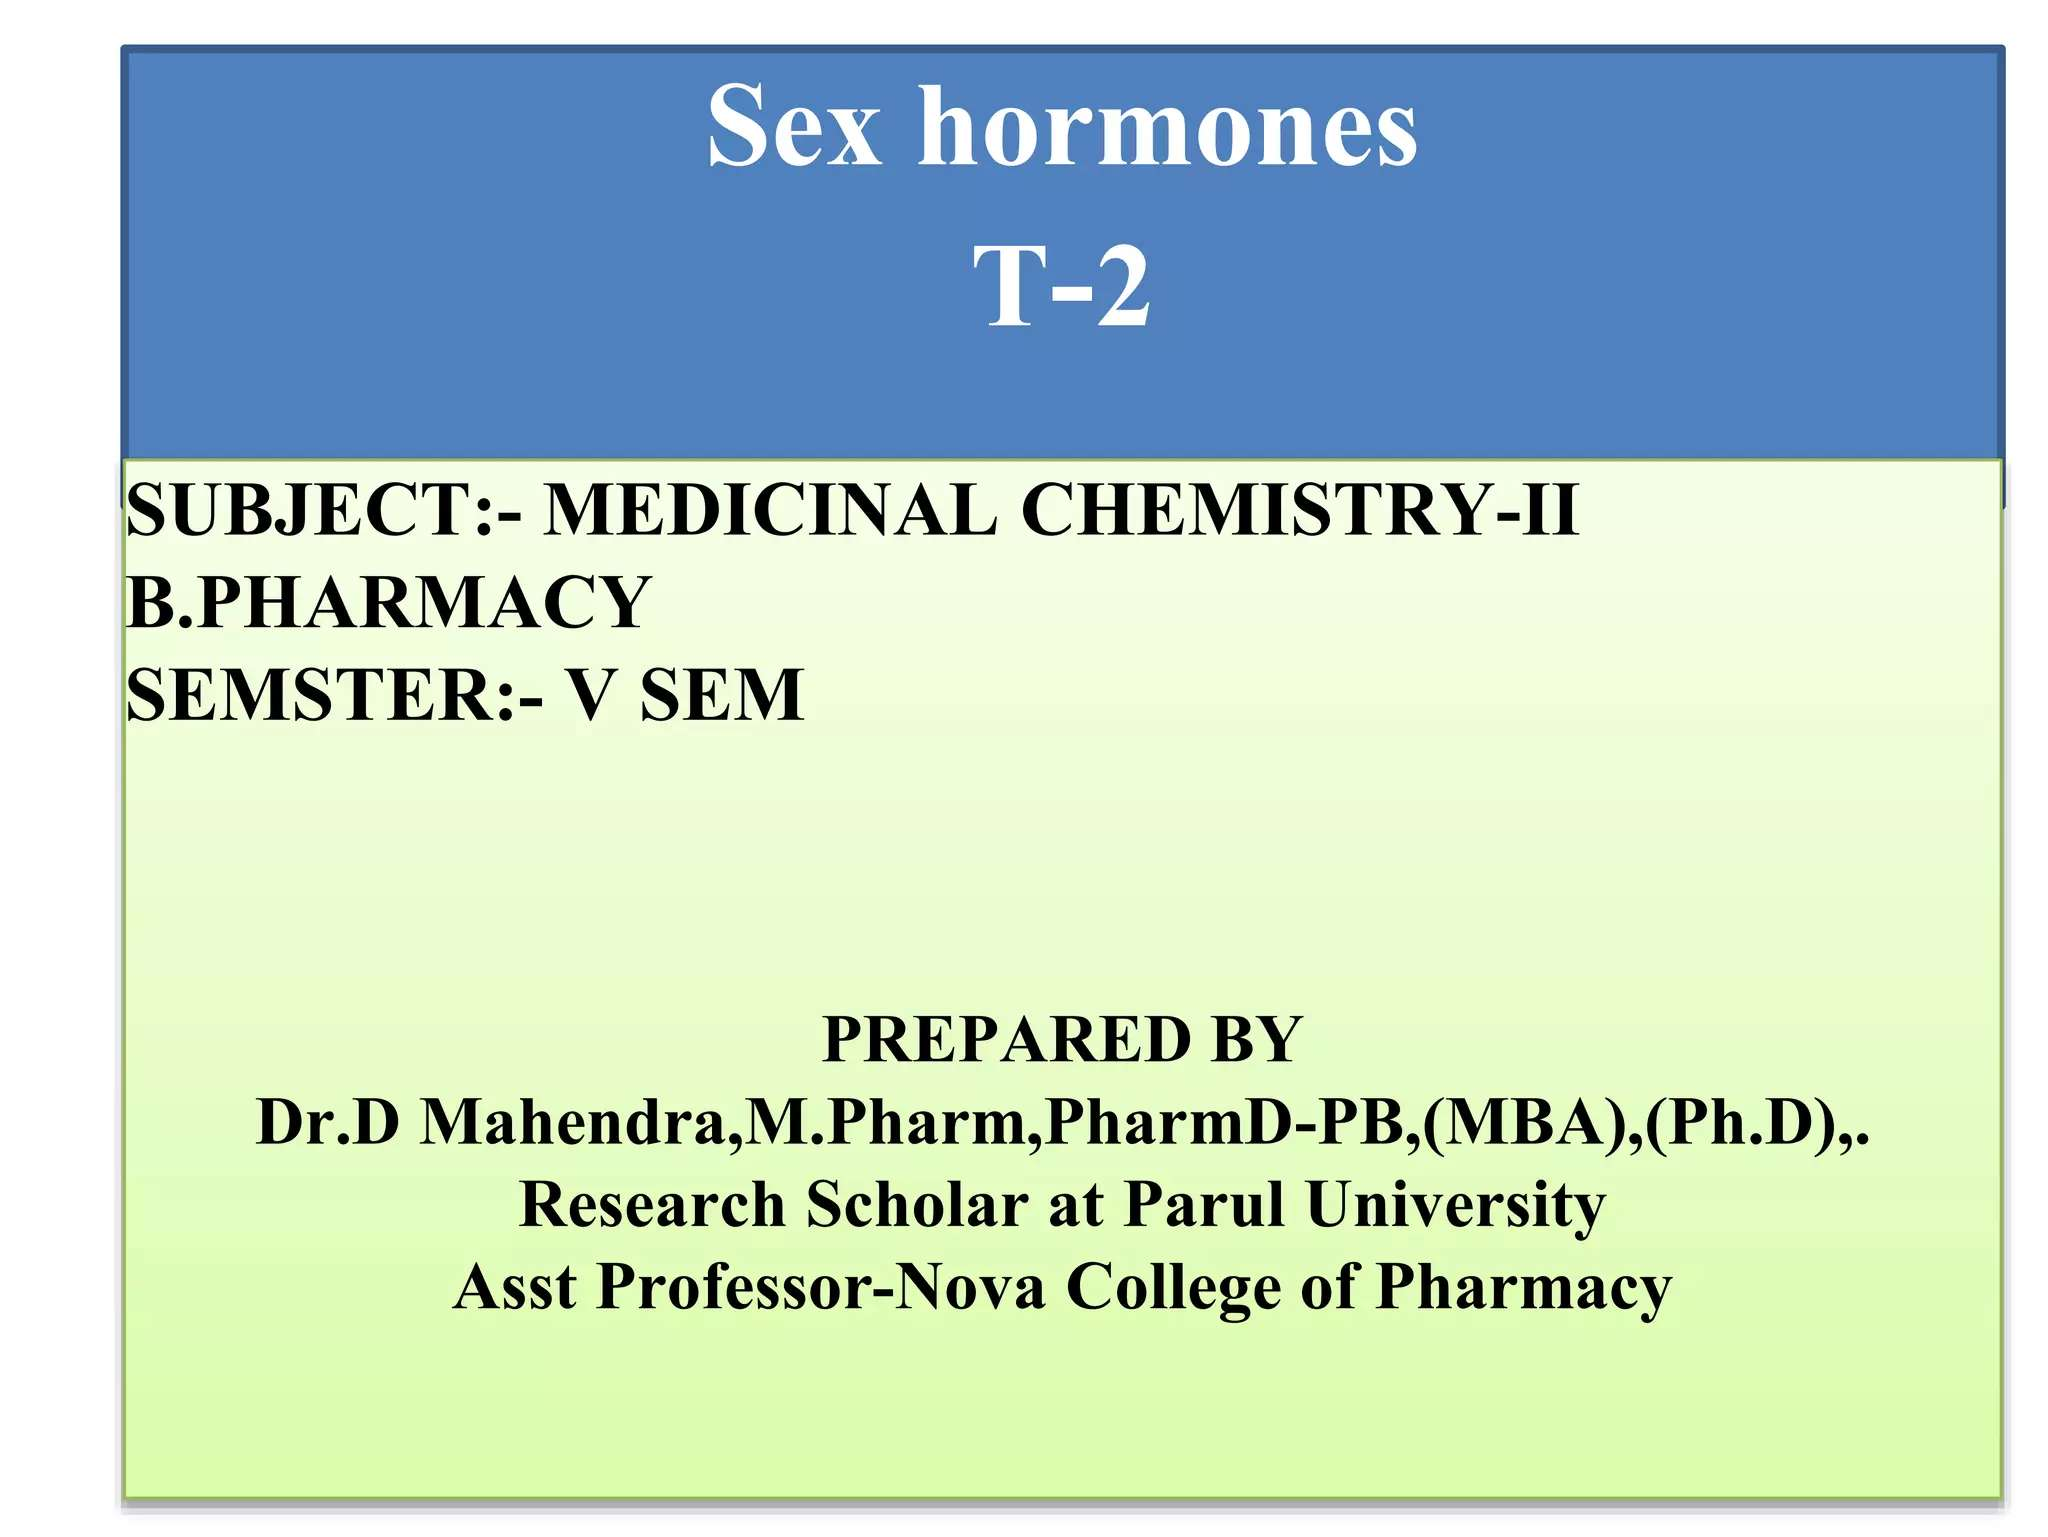 Sex hormones
T-2
SUBJECT:- MEDICINAL CHEMISTRY-II
B.PHARMACY
SEMSTER:- V SEM
PREPARED BY
Dr.D Mahendra,M.Pharm,PharmD-PB,(MBA),(Ph.D),.
Research Scholar at Parul University
Asst Professor-Nova College of Pharmacy